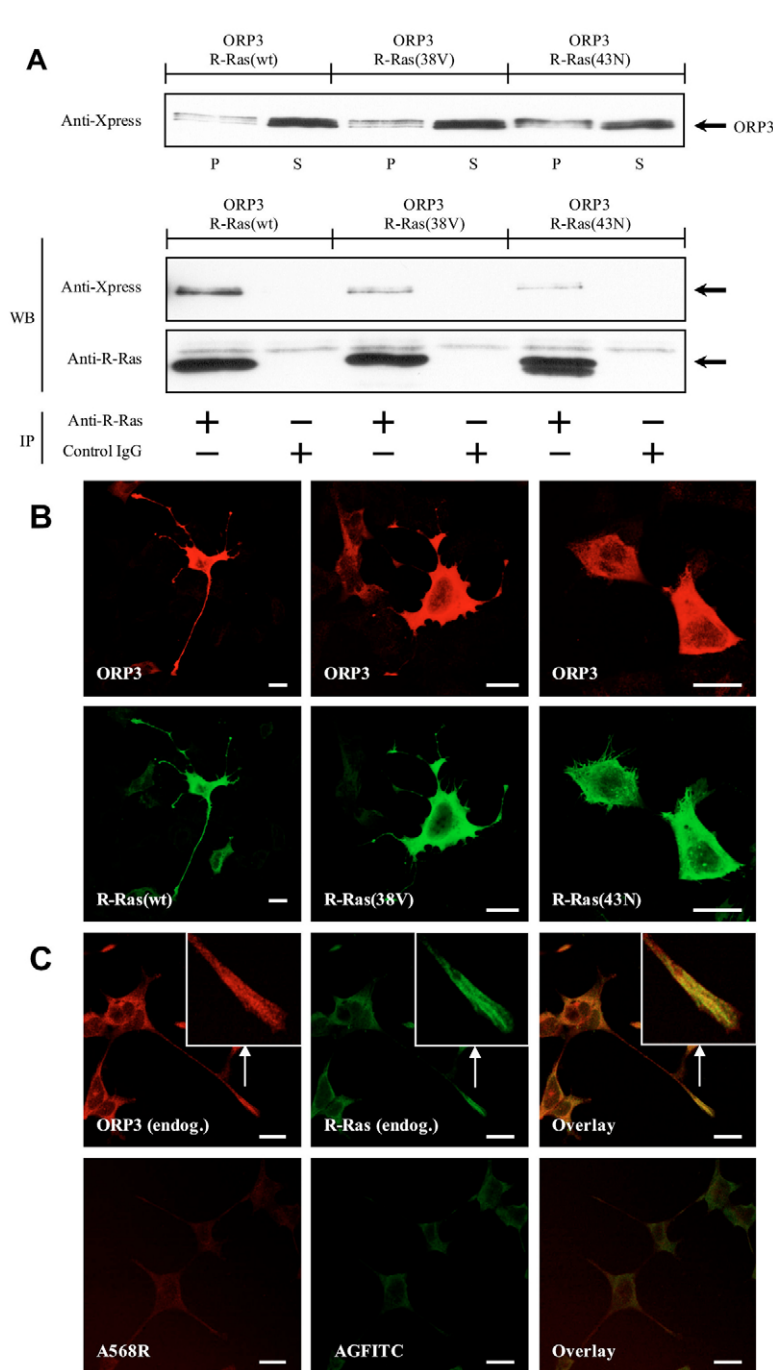 A
ORP3 ORP3 ORP3
R-Ras(wt) R-Ras(38V) R-Ras(43N)
Anti-Xpress ORP3
P S P S P S
ORP3 ORP3 ORP3
R-Ras(wt) R-Ras(38V) R-Ras(43N)
WB
Anti-Xpress
Anti-R-Ras
IP
Anti-R-Ras + − + − + −
Control IgG − + − + − +
B
ORP3 ORP3 ORP3
R-Ras(wt) R-Ras(38V) R-Ras(43N)
C
ORP3 (endog.) R-Ras (endog.) Overlay
A568R AGFITC Overlay